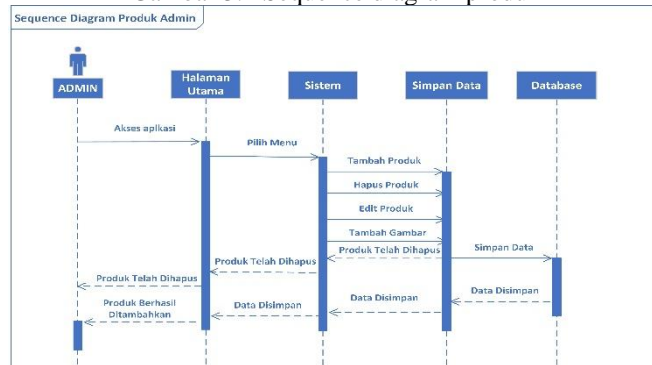 Sequence Diagram Produk Admin
ADMIN
Halaman
Utama
Sistem
Simpan Data
Database
Akses aplkasi
Pilih Menu
Tambah Produk
Hapus Produk
Edit Produk
Tambah Gambar
Produk Telah Dihapus
Simpan Data
Produk Telah Dihapus
Produk Telah Dihapus
Data Disimpan
Data Disimpan
Data Disimpan
Produk Berhasil
Ditambahkan